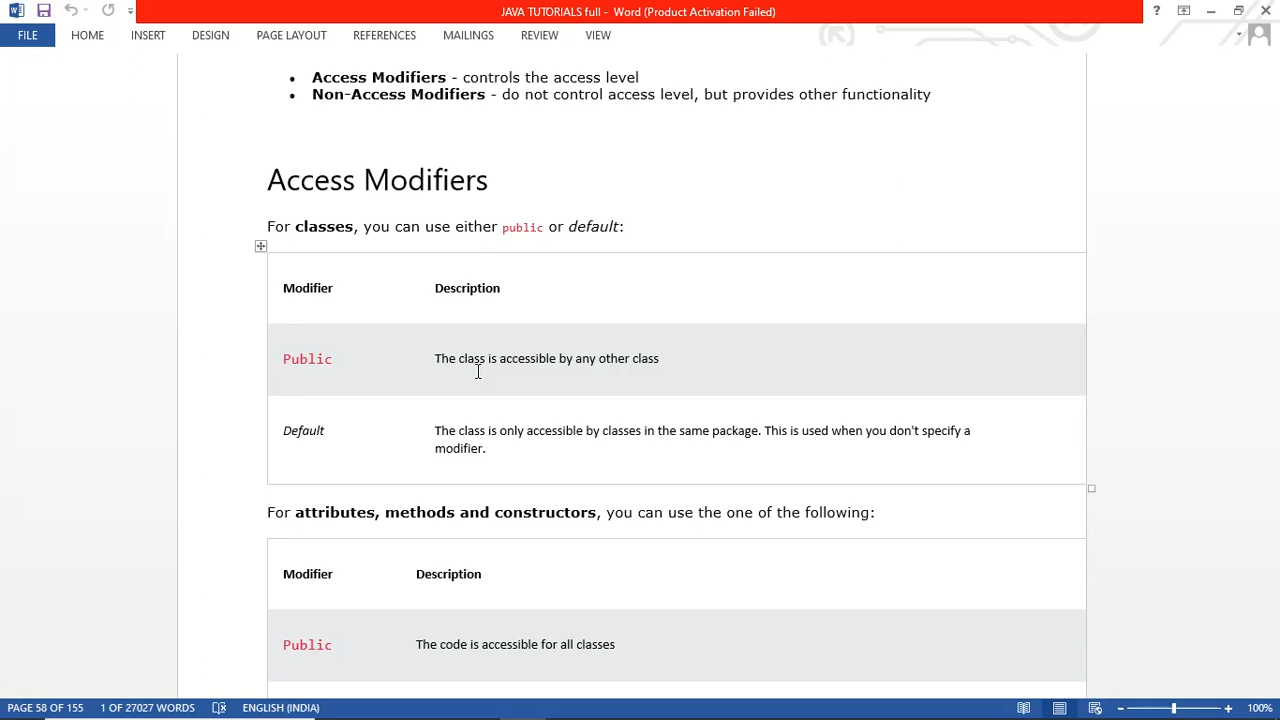 JAVA TUTORIALS full - Word (Product Activation Failed)
?
FILE HOME INSERT DESIGN PAGE LAYOUT REFERENCES MAILINGS REVIEW VIEW
• Access Modifiers - controls the access level
• Non-Access Modifiers - do not control access level, but provides other functionality
Access Modifiers
For classes, you can use either public or default:
Modifier Description
Public The class is accessible by any other class
Default The class is only accessible by classes in the same package. This is used when you don't specify a
modifier.
For attributes, methods and constructors, you can use the one of the following:
Modifier Description
Public The code is accessible for all classes
PAGE 58 OF 155 1 OF 27027 WORDS ENGLISH (INDIA) 100%